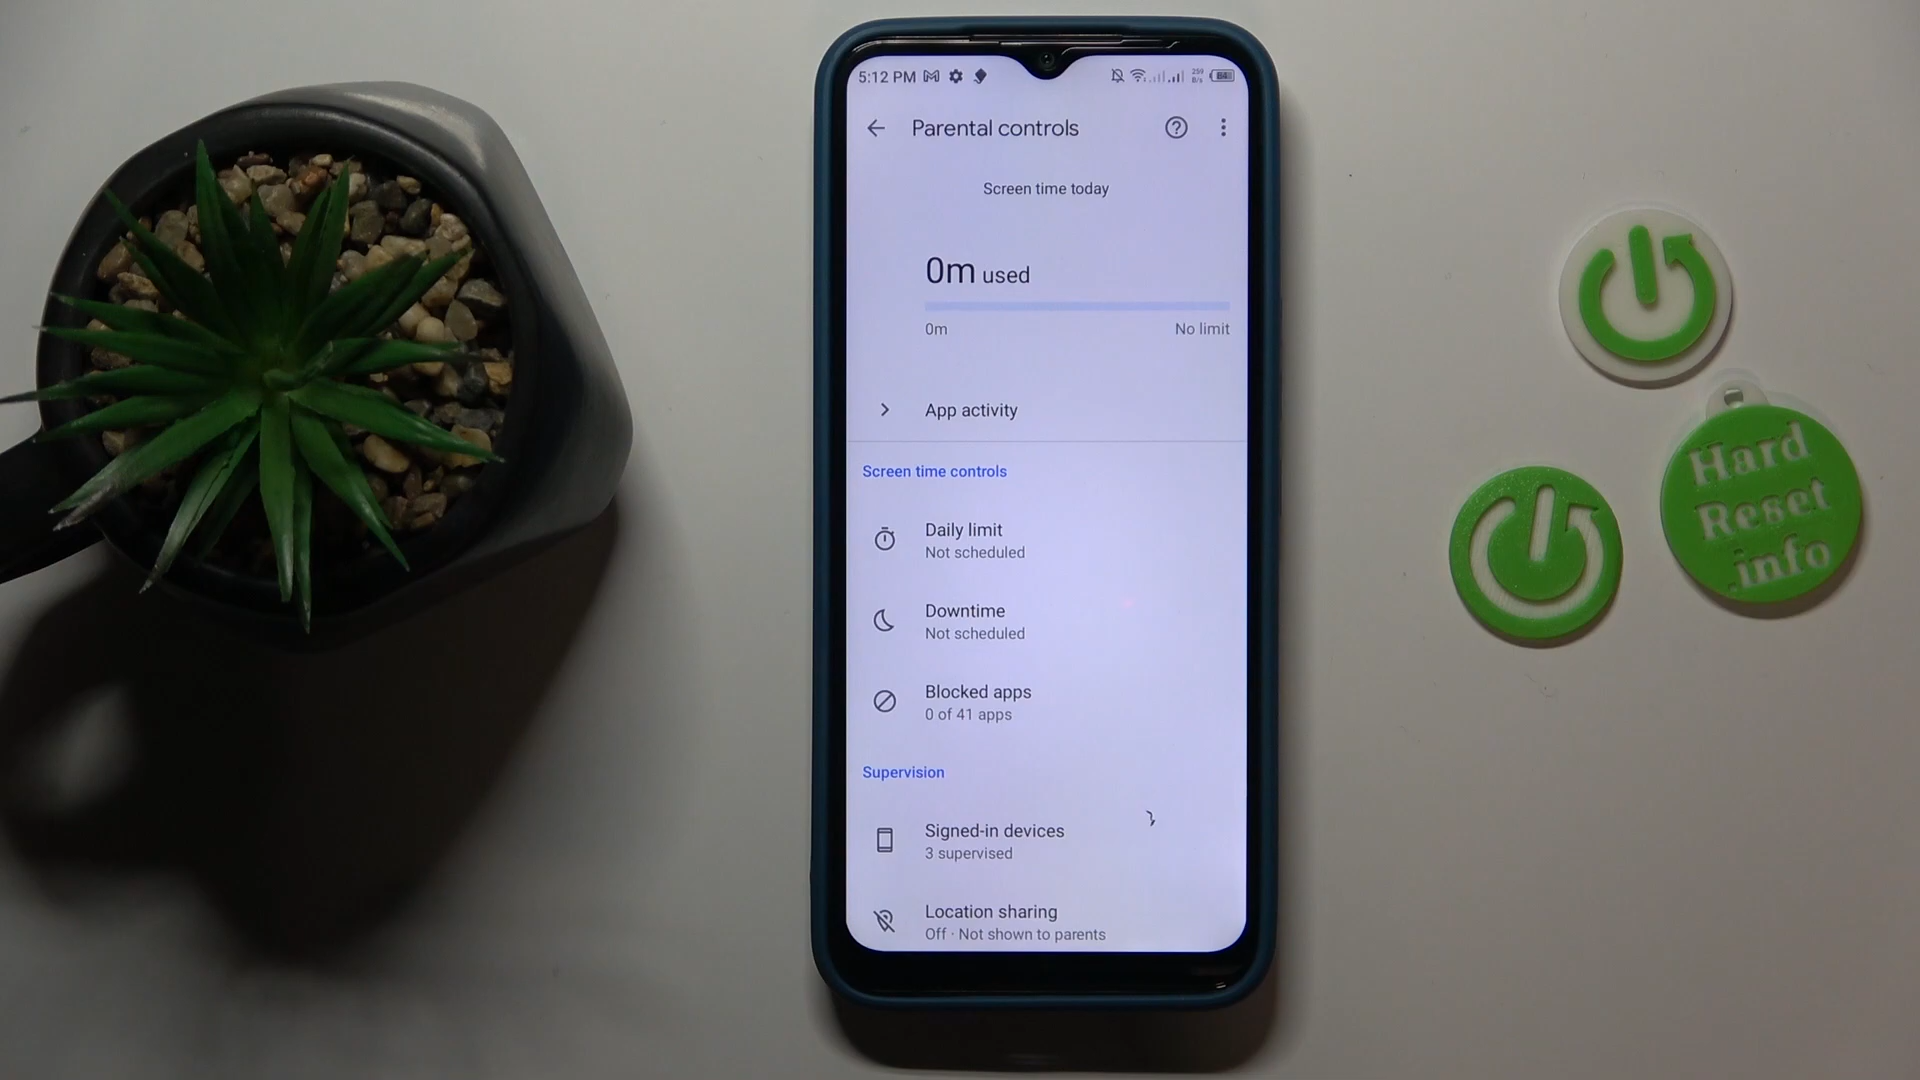 5:12 PM
259
B/s
84
Parental controls
Screen time today
0m used
0m
No limit
App activity
Screen time controls
Daily limit
Not scheduled
Downtime
Not scheduled
Blocked apps
0 of 41 apps
Supervision
Signed-in devices
3 supervised
Location sharing
Off · Not shown to parents
Hard
Reset
.info